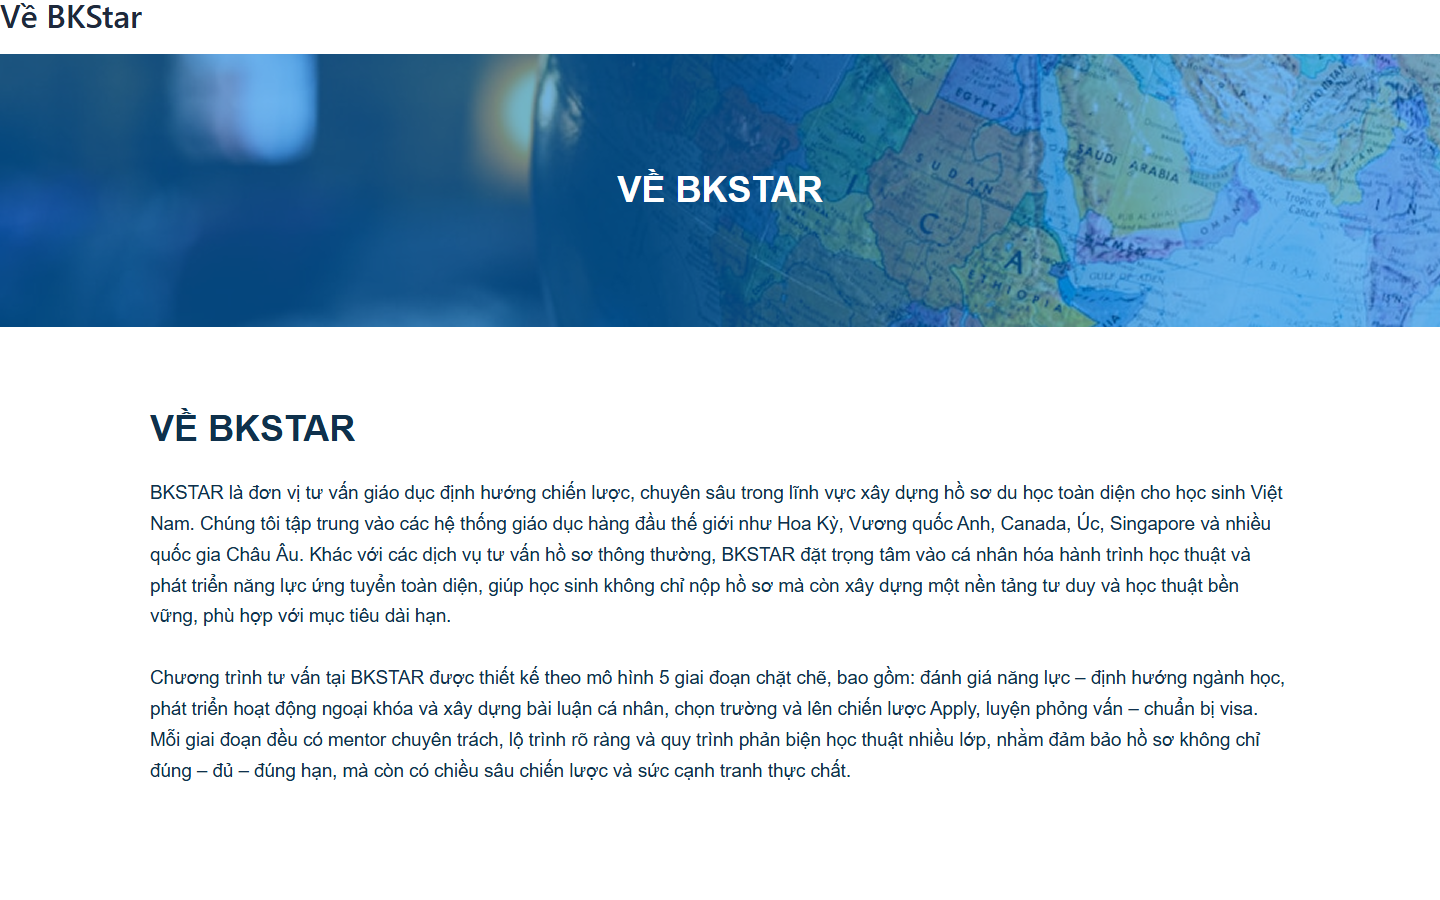 Về BKStar
VỀ BKSTAR
EGYPT
CHAD
SUDAN
SAUDI ARABIA
Tropic of
Cancer
OMAN
YEMEN
GULF OF ADEN
ARABIAN
ETHIOPIA
VỀ BKSTAR
BKSTAR là đơn vị tư vấn giáo dục định hướng chiến lược, chuyên sâu trong lĩnh vực xây dựng hồ sơ du học toàn diện cho học sinh Việt
Nam. Chúng tôi tập trung vào các hệ thống giáo dục hàng đầu thế giới như Hoa Kỳ, Vương quốc Anh, Canada, Úc, Singapore và nhiều
quốc gia Châu Âu. Khác với các dịch vụ tư vấn hồ sơ thông thường, BKSTAR đặt trọng tâm vào cá nhân hóa hành trình học thuật và
phát triển năng lực ứng tuyển toàn diện, giúp học sinh không chỉ nộp hồ sơ mà còn xây dựng một nền tảng tư duy và học thuật bền
vững, phù hợp với mục tiêu dài hạn.
Chương trình tư vấn tại BKSTAR được thiết kế theo mô hình 5 giai đoạn chặt chẽ, bao gồm: đánh giá năng lực – định hướng ngành học,
phát triển hoạt động ngoại khóa và xây dựng bài luận cá nhân, chọn trường và lên chiến lược Apply, luyện phỏng vấn – chuẩn bị visa.
Mỗi giai đoạn đều có mentor chuyên trách, lộ trình rõ ràng và quy trình phản biện học thuật nhiều lớp, nhằm đảm bảo hồ sơ không chỉ
đúng – đủ – đúng hạn, mà còn có chiều sâu chiến lược và sức cạnh tranh thực chất.